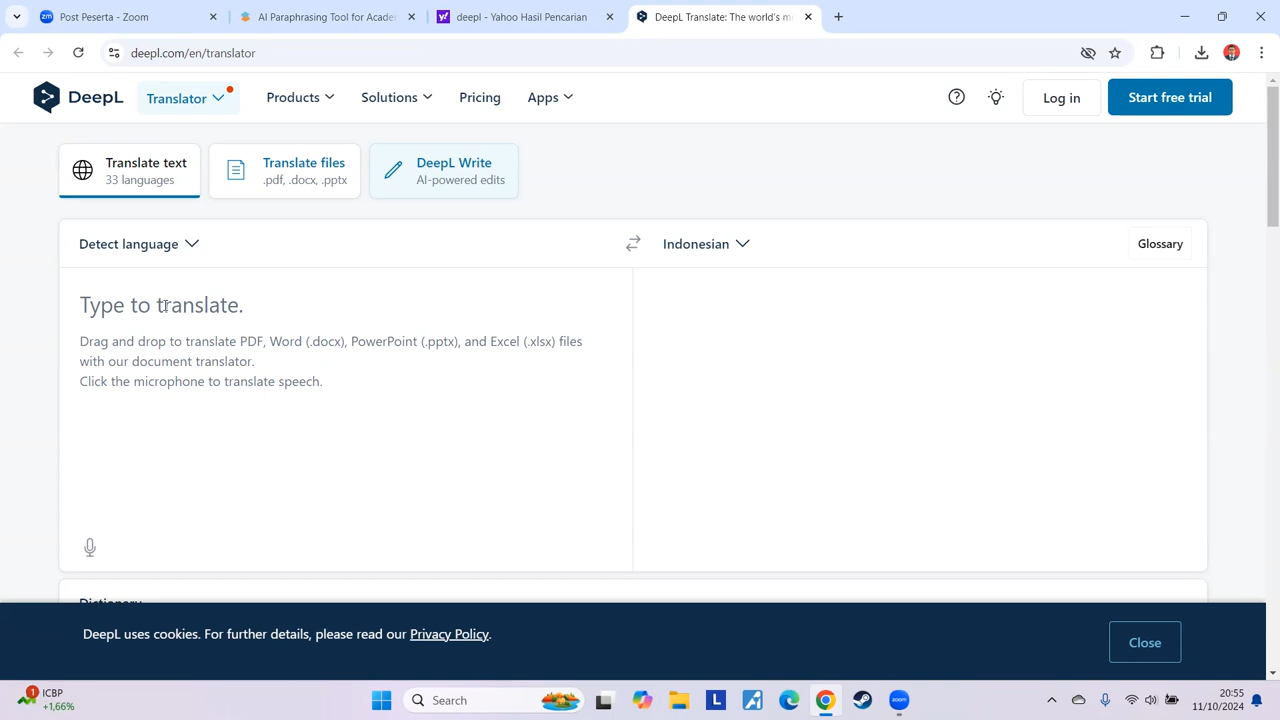 Post Peserta - Zoom
AI Paraphrasing Tool for Acade
deepl - Yahoo Hasil Pencarian
DeepL Translate: The world's m
deepl.com/en/translator
DeepL
Translator
Products
Solutions
Pricing
Apps
Log in
Start free trial
Translate text
33 languages
Translate files
.pdf, .docx, .pptx
DeepL Write
AI-powered edits
Detect language
Indonesian
Glossary
Type to translate.
Drag and drop to translate PDF, Word (.docx), PowerPoint (.pptx), and Excel (.xlsx) files
with our document translator.
Click the microphone to translate speech.
Dictionary
DeepL uses cookies. For further details, please read our Privacy Policy.
Close
1
ICBP
+1,66%
Search
20:55
11/10/2024